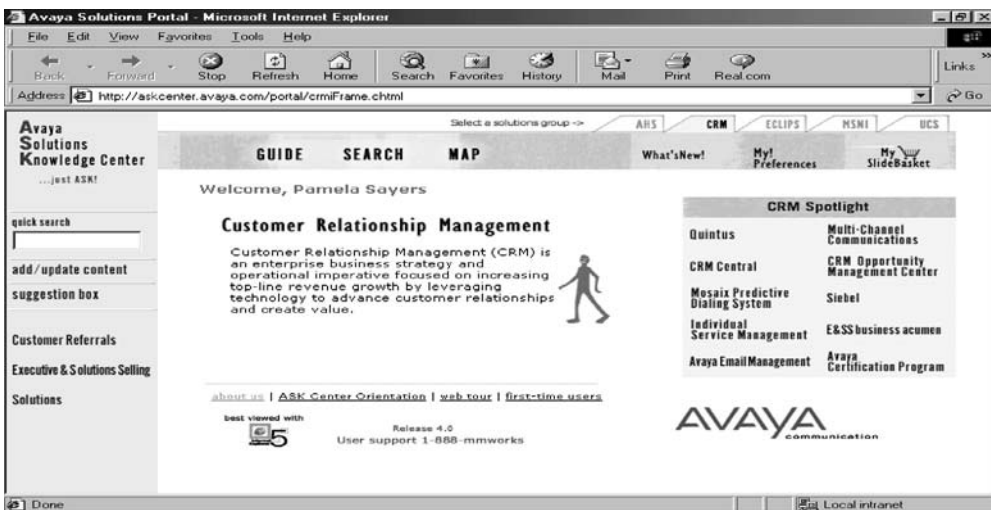 Avaya Solutions Portal - Microsoft Internet Explorer
File Edit View Favorites Tools Help
Back Forward Stop Refresh Home Search Favorites History Mail Print Real.com Links »
Address http://askcenter.avaya.com/portal/crmiFrame.chtml Go
Avaya
Solutions
Knowledge Center
...just ASK!
quick search
add/update content
suggestion box
Customer Referrals
Executive & Solutions Selling
Solutions
Select a solutions group ->
AHS CRM ECLIPS MSNI UCS
GUIDE SEARCH MAP
What'sNew!
My!
Preferences
My
SlideBasket
Welcome, Pamela Sayers
Customer Relationship Management
Customer Relationship Management (CRM) is
an enterprise business strategy and
operational imperative focused on increasing
top-line revenue growth by leveraging
technology to advance customer relationships
and create value.
CRM Spotlight
Quintus
Multi-Channel
Communications
CRM Central
CRM Opportunity
Management Center
Mosaix Predictive
Dialing System
Siebel
Individual
Service Management
E&SS business acumen
Avaya Email Management
Avaya
Certification Program
about us | ASK Center Orientation | web tour | first-time users
best viewed with
5
Release 4.0
User support 1-888-mmworks
AVAYA
communication
Done
Local intranet